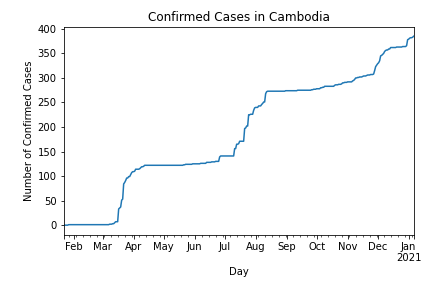 Confirmed Cases in Cambodia
400
350
300
250
200
150
100
50
0
Number of Confirmed Cases
Feb Mar Apr May Jun Jul Aug Sep Oct Nov Dec Jan
2021
Day